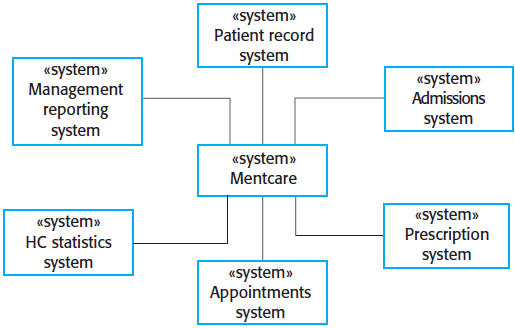 «system»
Patient record
system
«system»
Management
reporting
system
«system»
Admissions
system
«system»
Mentcare
«system»
HC statistics
system
«system»
Prescription
system
«system»
Appointments
system